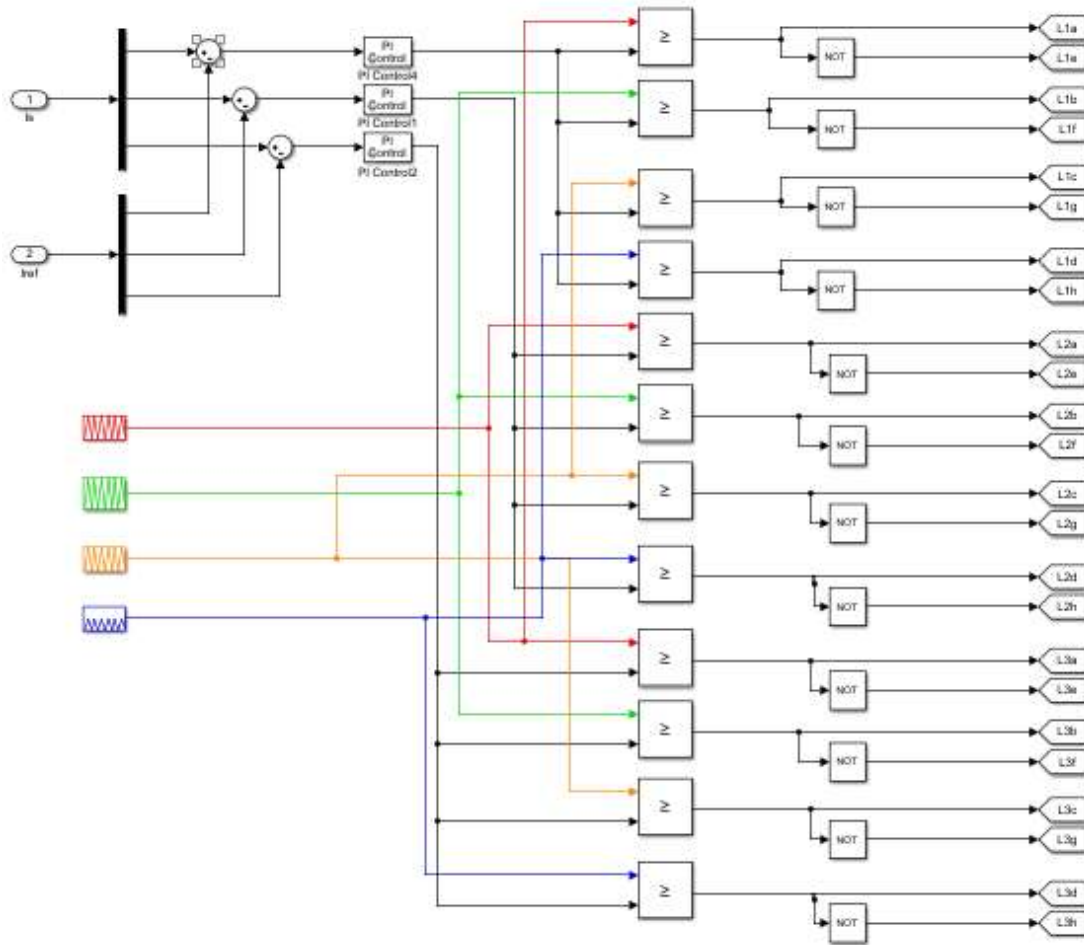 1
Is
2
Iref
PI
Control
PI Control4
PI
Control
PI Control1
PI
Control
PI Control2
≥
L1a
NOT
L1e
≥
L1b
NOT
L1f
≥
L1c
NOT
L1g
≥
L1d
NOT
L1h
≥
L2a
NOT
L2e
≥
L2b
NOT
L2f
≥
L2c
NOT
L2g
≥
L2d
NOT
L2h
≥
L3a
NOT
L3e
≥
L3b
NOT
L3f
≥
L3c
NOT
L3g
≥
L3d
NOT
L3h